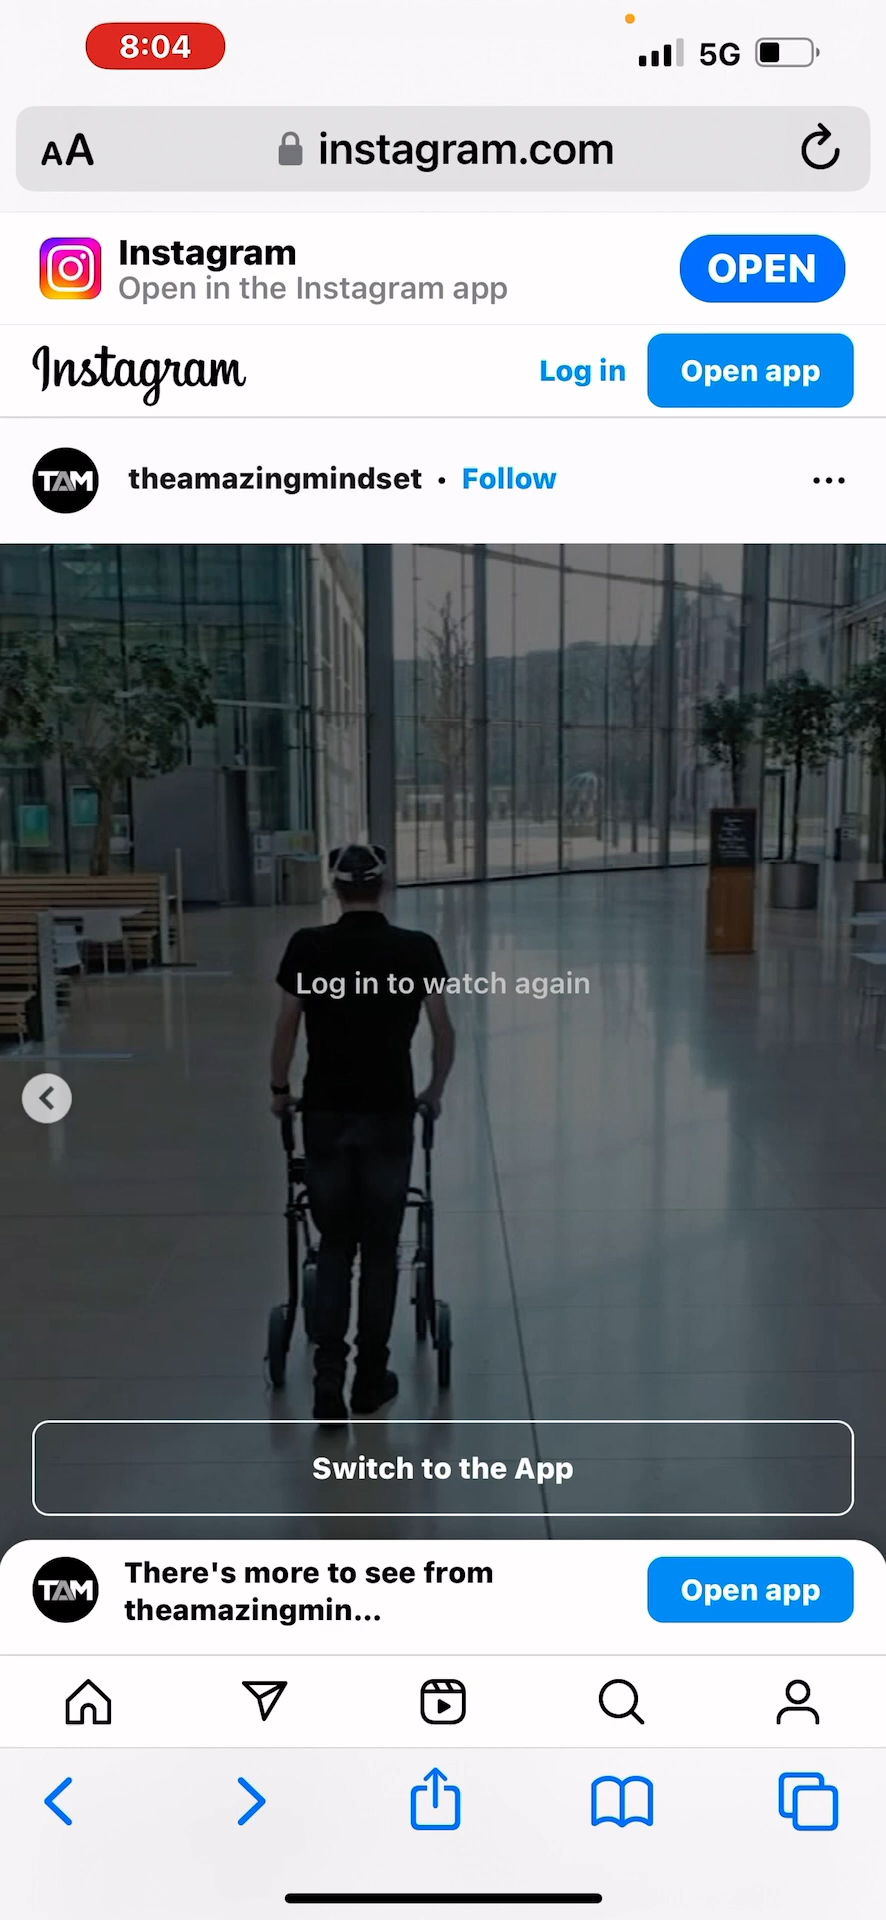 8:04
5G
AA
instagram.com
Instagram
Open in the Instagram app
OPEN
Instagram
Log in
Open app
TAM
theamazingmindset • Follow
Log in to watch again
Switch to the App
TAM
There's more to see from
theamazingmin...
Open app